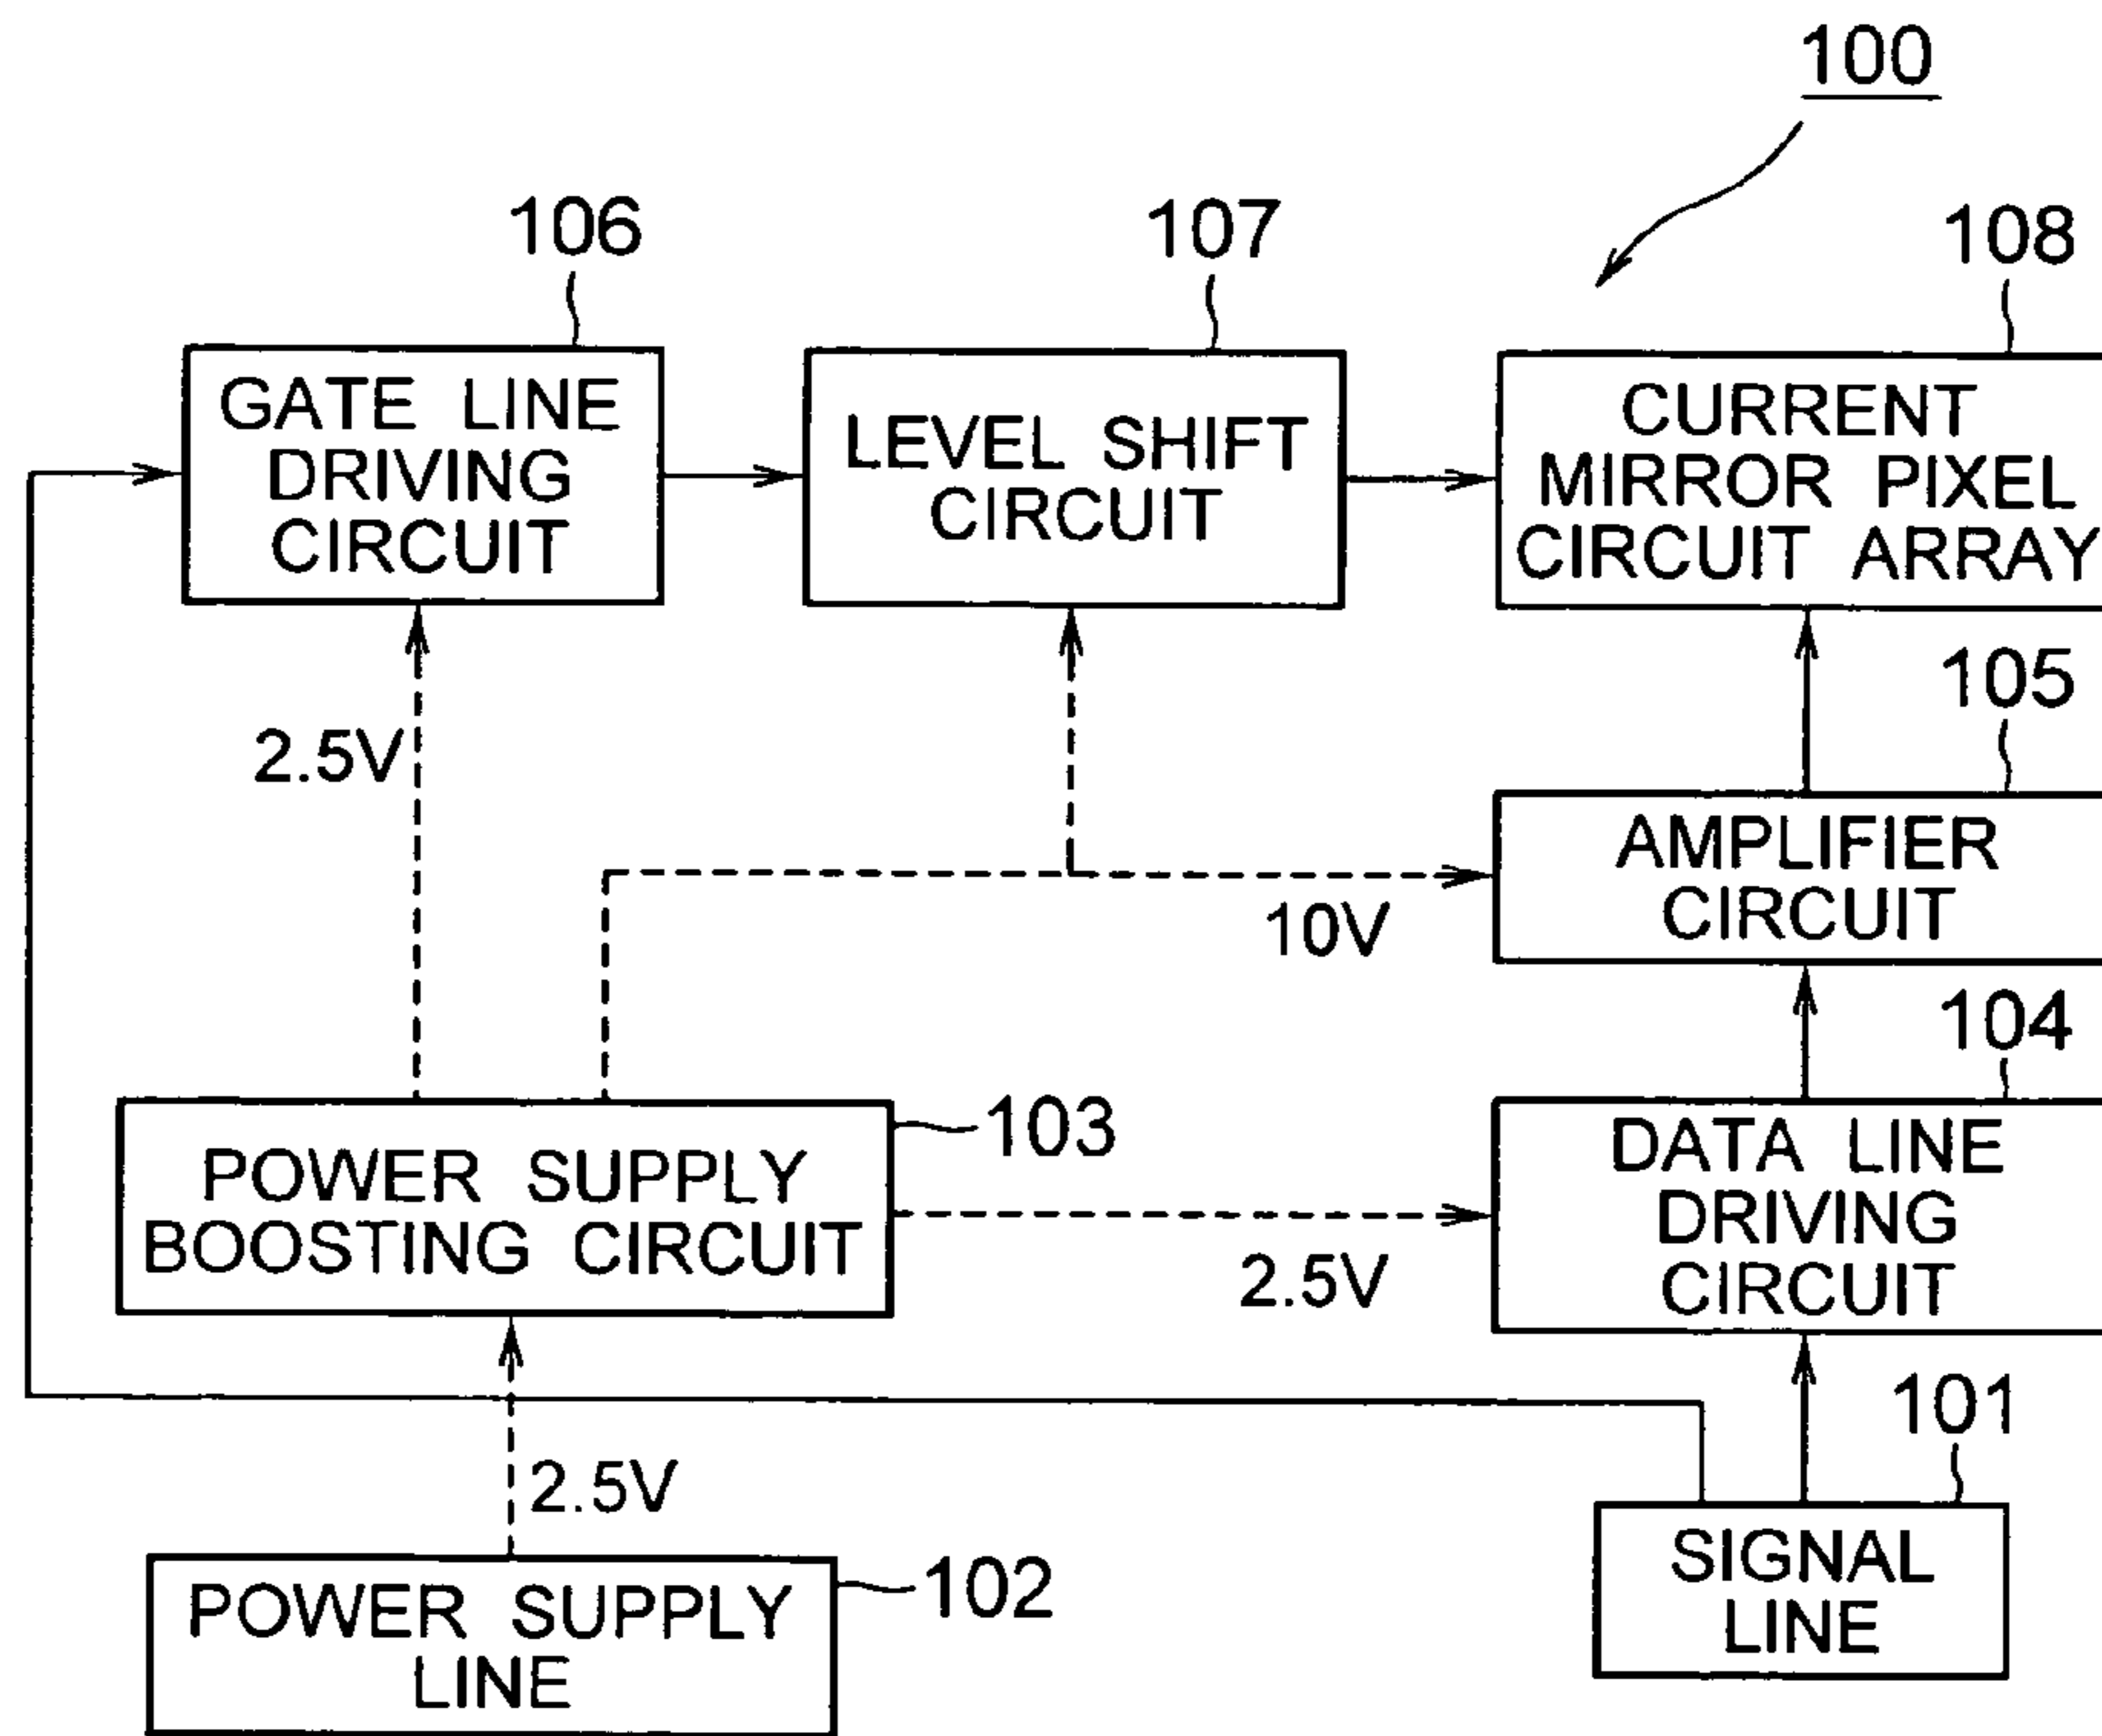 100
106
107
108
GATE LINE
DRIVING
CIRCUIT
LEVEL SHIFT
CIRCUIT
CURRENT
MIRROR PIXEL
CIRCUIT ARRAY
105
2.5V
AMPLIFIER
CIRCUIT
10V
104
103
POWER SUPPLY
BOOSTING CIRCUIT
DATA LINE
DRIVING
CIRCUIT
2.5V
101
2.5V
SIGNAL
LINE
102
POWER SUPPLY
LINE